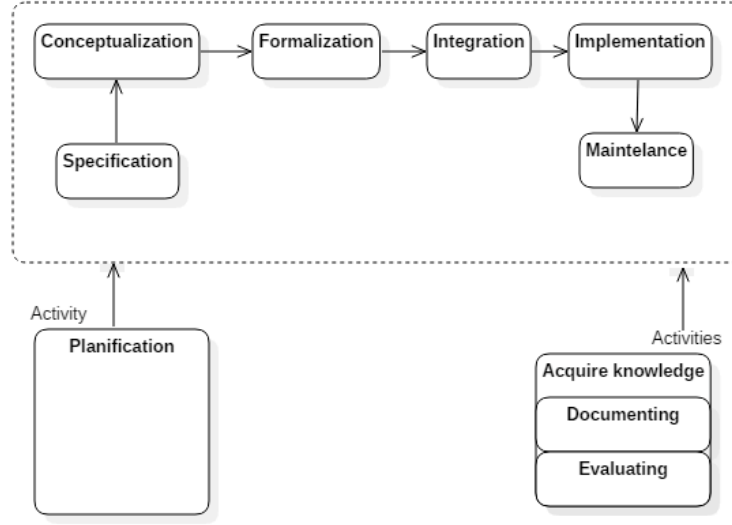 Conceptualization
Formalization
Integration
Implementation
Specification
Maintelance
Activity
Planification
Activities
Acquire knowledge
Documenting
Evaluating